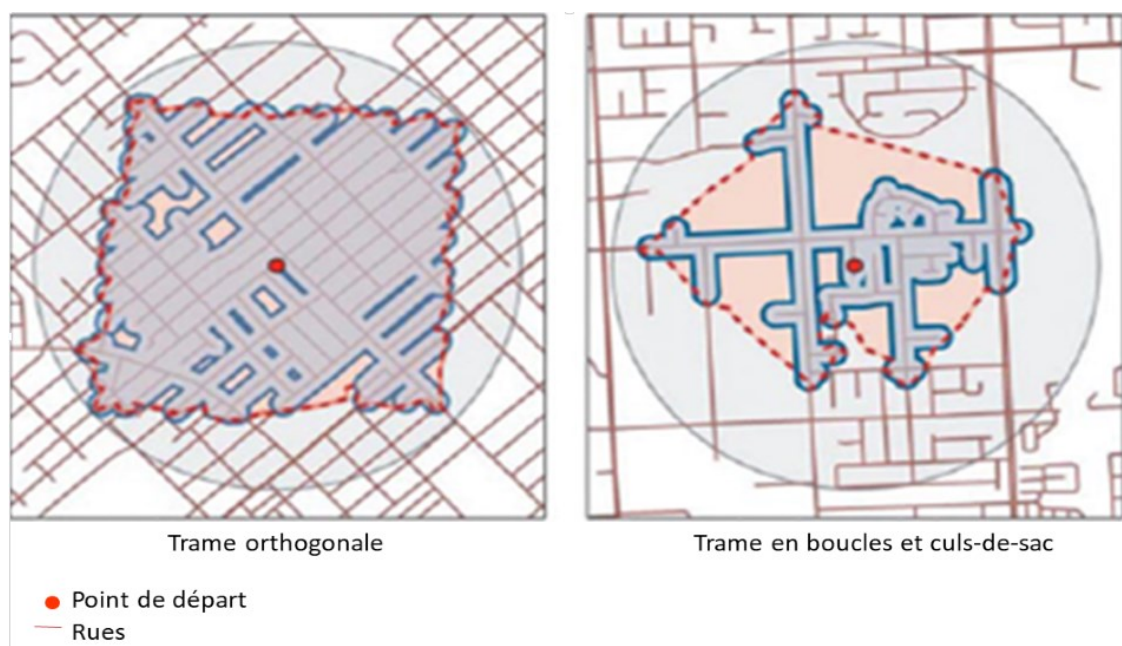 Trame orthogonale
Trame en boucles et culs-de-sac
Point de départ
Rues